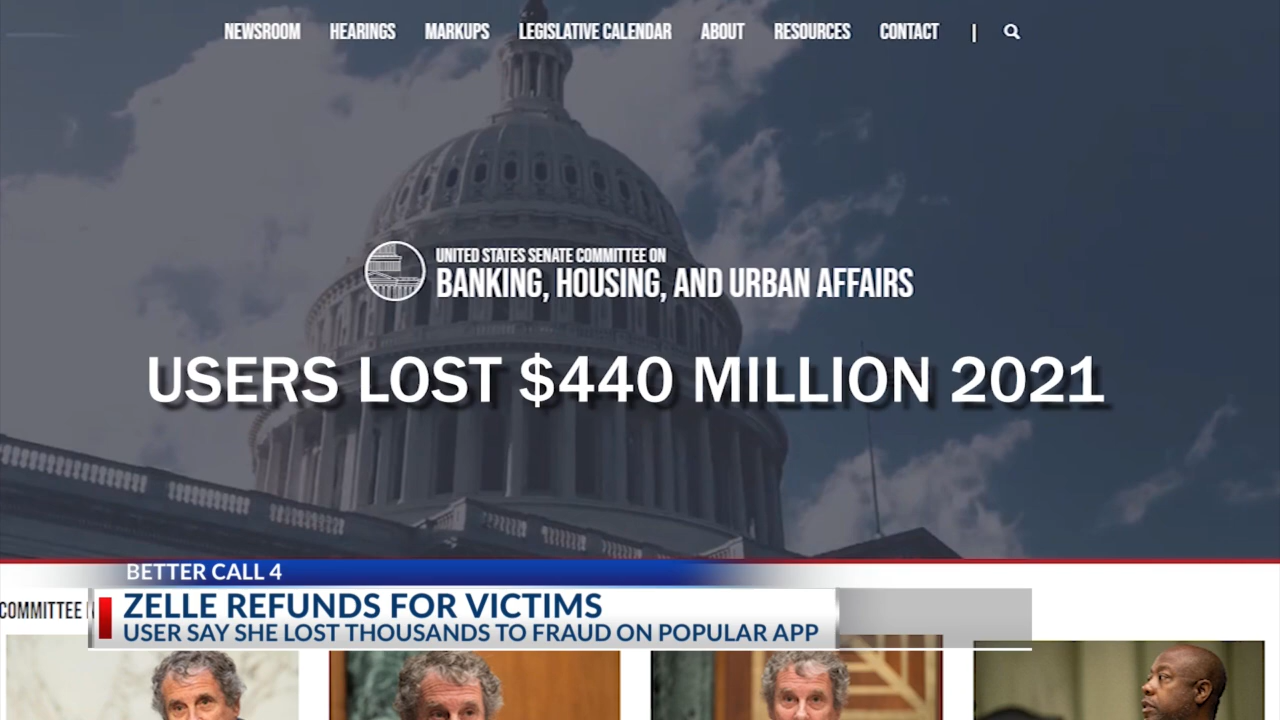 NEWSROOM HEARINGS MARKUPS LEGISLATIVE CALENDAR ABOUT RESOURCES CONTACT |
UNITED STATES SENATE COMMITTEE ON
BANKING, HOUSING, AND URBAN AFFAIRS
USERS LOST $440 MILLION 2021
BETTER CALL 4
COMMITTEE
ZELLE REFUNDS FOR VICTIMS
USER SAY SHE LOST THOUSANDS TO FRAUD ON POPULAR APP